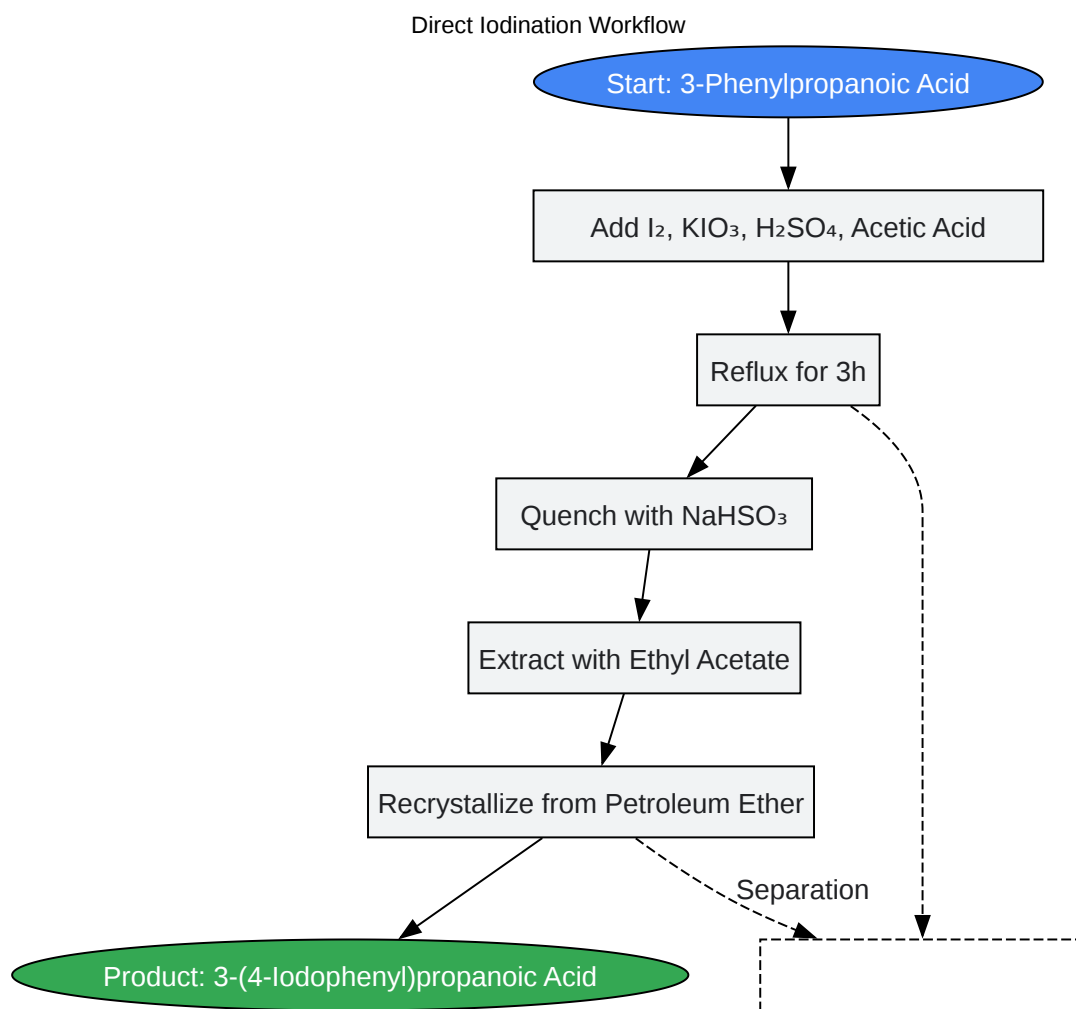 Direct Iodination Workflow
Start: 3-Phenylpropanoic Acid
Add I₂, KIO₃, H₂SO₄, Acetic Acid
Reflux for 3h
Quench with NaHSO₃
Extract with Ethyl Acetate
Recrystallize from Petroleum Ether
Separation
Product: 3-(4-Iodophenyl)propanoic Acid